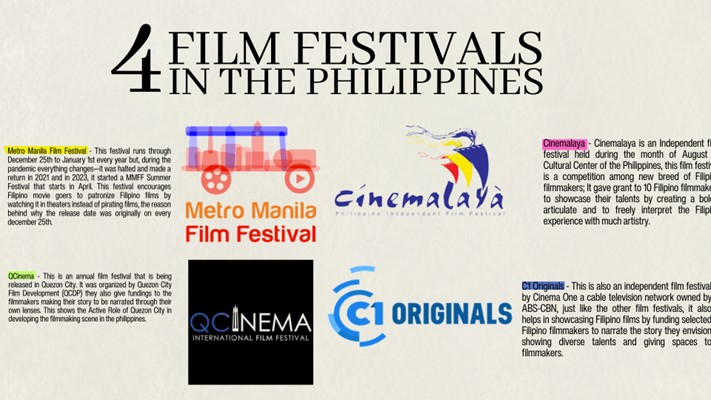 4 FILM FESTIVALS
IN THE PHILIPPINES
Metro Manila Film Festival - This festival runs through
December 25th to January 1st every year but, during the
pandemic everything changes—it was halted and made a
return in 2021 and in 2023, it started a MMFF Summer
Festival that starts in April. This festival encourages
Filipino movie goers to patronize Filipino films by
watching it in theaters instead of pirating films, the reason
behind why the release date was originally on every
december 25th.
Metro Manila
Film Festival
cinemalaya
Philippine Independent Film Festival
Cinemalaya - Cinemalaya is an Independent fi
festival held during the month of August
Cultural Center of the Philippines, this film festiv
is a competition among new breed of Filipi
filmmakers; It gave grant to 10 Filipino filmmake
to showcase their talents by creating a bold
articulate and to freely interpret the Filipi
experience with much artistry.
QCinema - This is an annual film festival that is being
released in Quezon City. It was organized by Quezon City
Film Development (QCDP) they also give fundings to the
filmmakers making their story to be narrated through their
own lenses. This shows the Active Role of Quezon City in
developing the filmmaking scene in the philippines.
QCINEMA
INTERNATIONAL FILM FESTIVAL
C1 ORIGINALS
C1 Originals - This is also an independent film festival
by Cinema One a cable television network owned by
ABS-CBN, just like the other film festivals, it also
helps in showcasing Filipino films by funding selected
Filipino filmmakers to narrate the story they envision
showing diverse talents and giving spaces to
filmmakers.